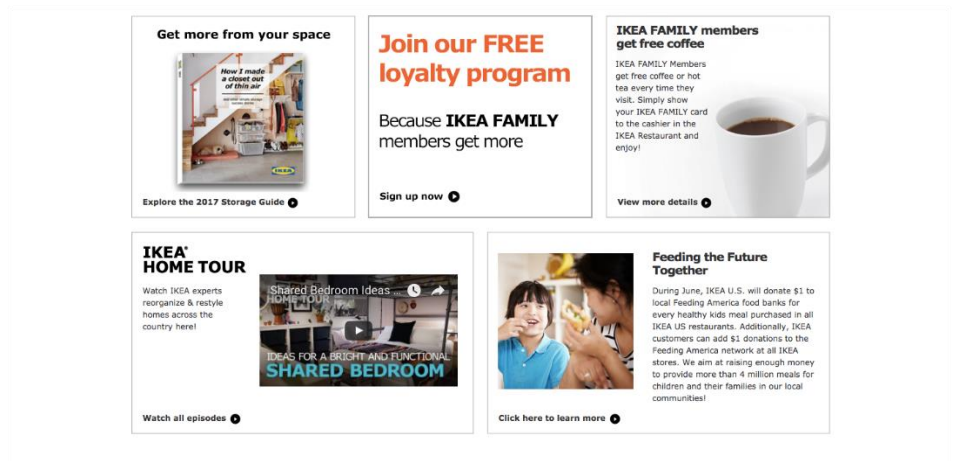 Get more from your space
How I made
a closet out
of thin air
IKEA
Explore the 2017 Storage Guide
Join our FREE
loyalty program
Because IKEA FAMILY
members get more
Sign up now
IKEA FAMILY members
get free coffee
IKEA FAMILY Members
get free coffee or hot
tea every time they
visit. Simply show
your IKEA FAMILY card
to the cashier in the
IKEA Restaurant and
enjoy!
View more details
IKEA®
HOME TOUR
Watch IKEA experts
reorganize & restyle
homes across the
country here!
Shared Bedroom Ideas ...
HOME TOUR
IDEAS FOR A BRIGHT AND FUNCTIONAL
SHARED BEDROOM
Watch all episodes
Feeding the Future
Together
During June, IKEA U.S. will donate $1 to
local Feeding America food banks for
every healthy kids meal purchased in all
IKEA US restaurants. Additionally, IKEA
customers can add $1 donations to the
Feeding America network at all IKEA
stores. We aim at raising enough money
to provide more than 4 million meals for
children and their families in our local
communities!
Click here to learn more